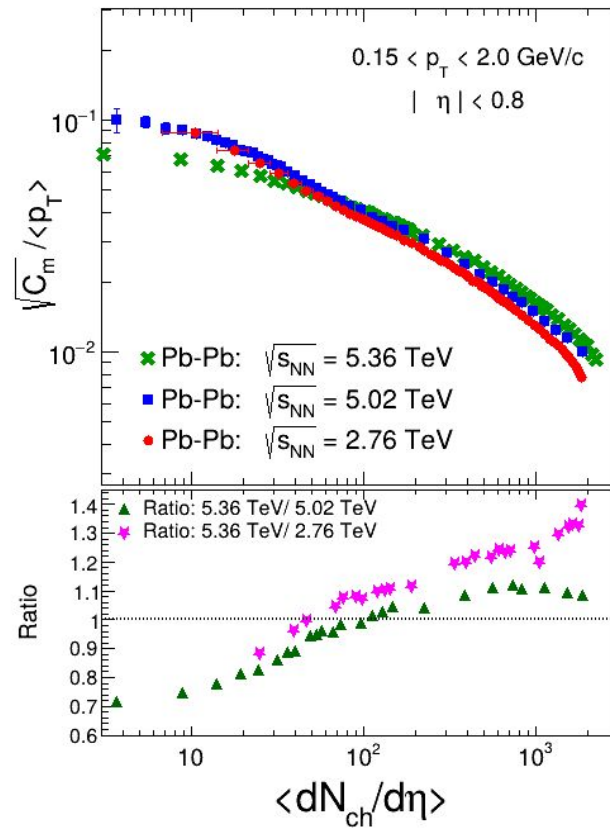 0.15 < p_T < 2.0 GeV/c
| η | < 0.8
10^{-1}
√C_m / ⟨p_T⟩
10^{-2}
Pb-Pb: √s_NN = 5.36 TeV
Pb-Pb: √s_NN = 5.02 TeV
Pb-Pb: √s_NN = 2.76 TeV
Ratio: 5.36 TeV/ 5.02 TeV
Ratio: 5.36 TeV/ 2.76 TeV
Ratio
1.4
1.3
1.2
1.1
1
0.9
0.8
0.7
0.6
10
10^2
10^3
⟨dN_ch/dη⟩